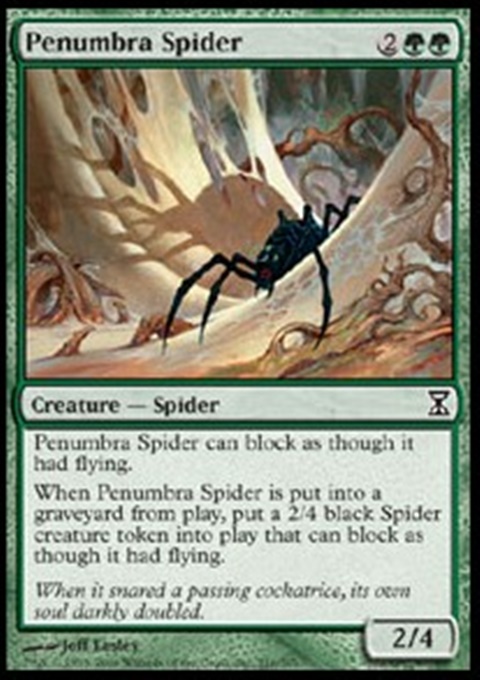 Penumbra Spider 2
Creature — Spider
Penumbra Spider can block as though it
had flying.
When Penumbra Spider is put into a
graveyard from play, put a 2/4 black Spider
creature token into play that can block as
though it had flying.
When it snared a passing cockatrice, its own
soul darkly doubled.
Jeff Easley
2/4